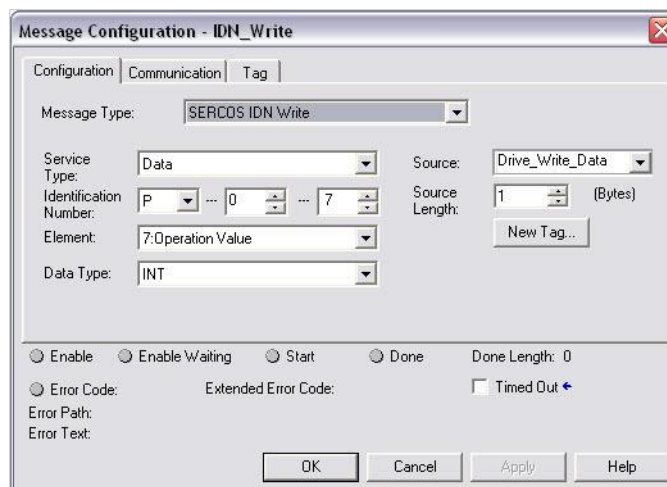 Message Configuration - IDN_Write
Configuration Communication Tag
Message Type: SERCOS IDN Write
Service Type: Data Source: Drive_Write_Data
Identification Number: P --- 0 --- 7 Source Length: 1 (Bytes)
Element: 7:Operation Value New Tag...
Data Type: INT
Enable Enable Waiting Start Done Done Length: 0
Error Code: Extended Error Code: Timed Out
Error Path:
Error Text:
OK Cancel Apply Help